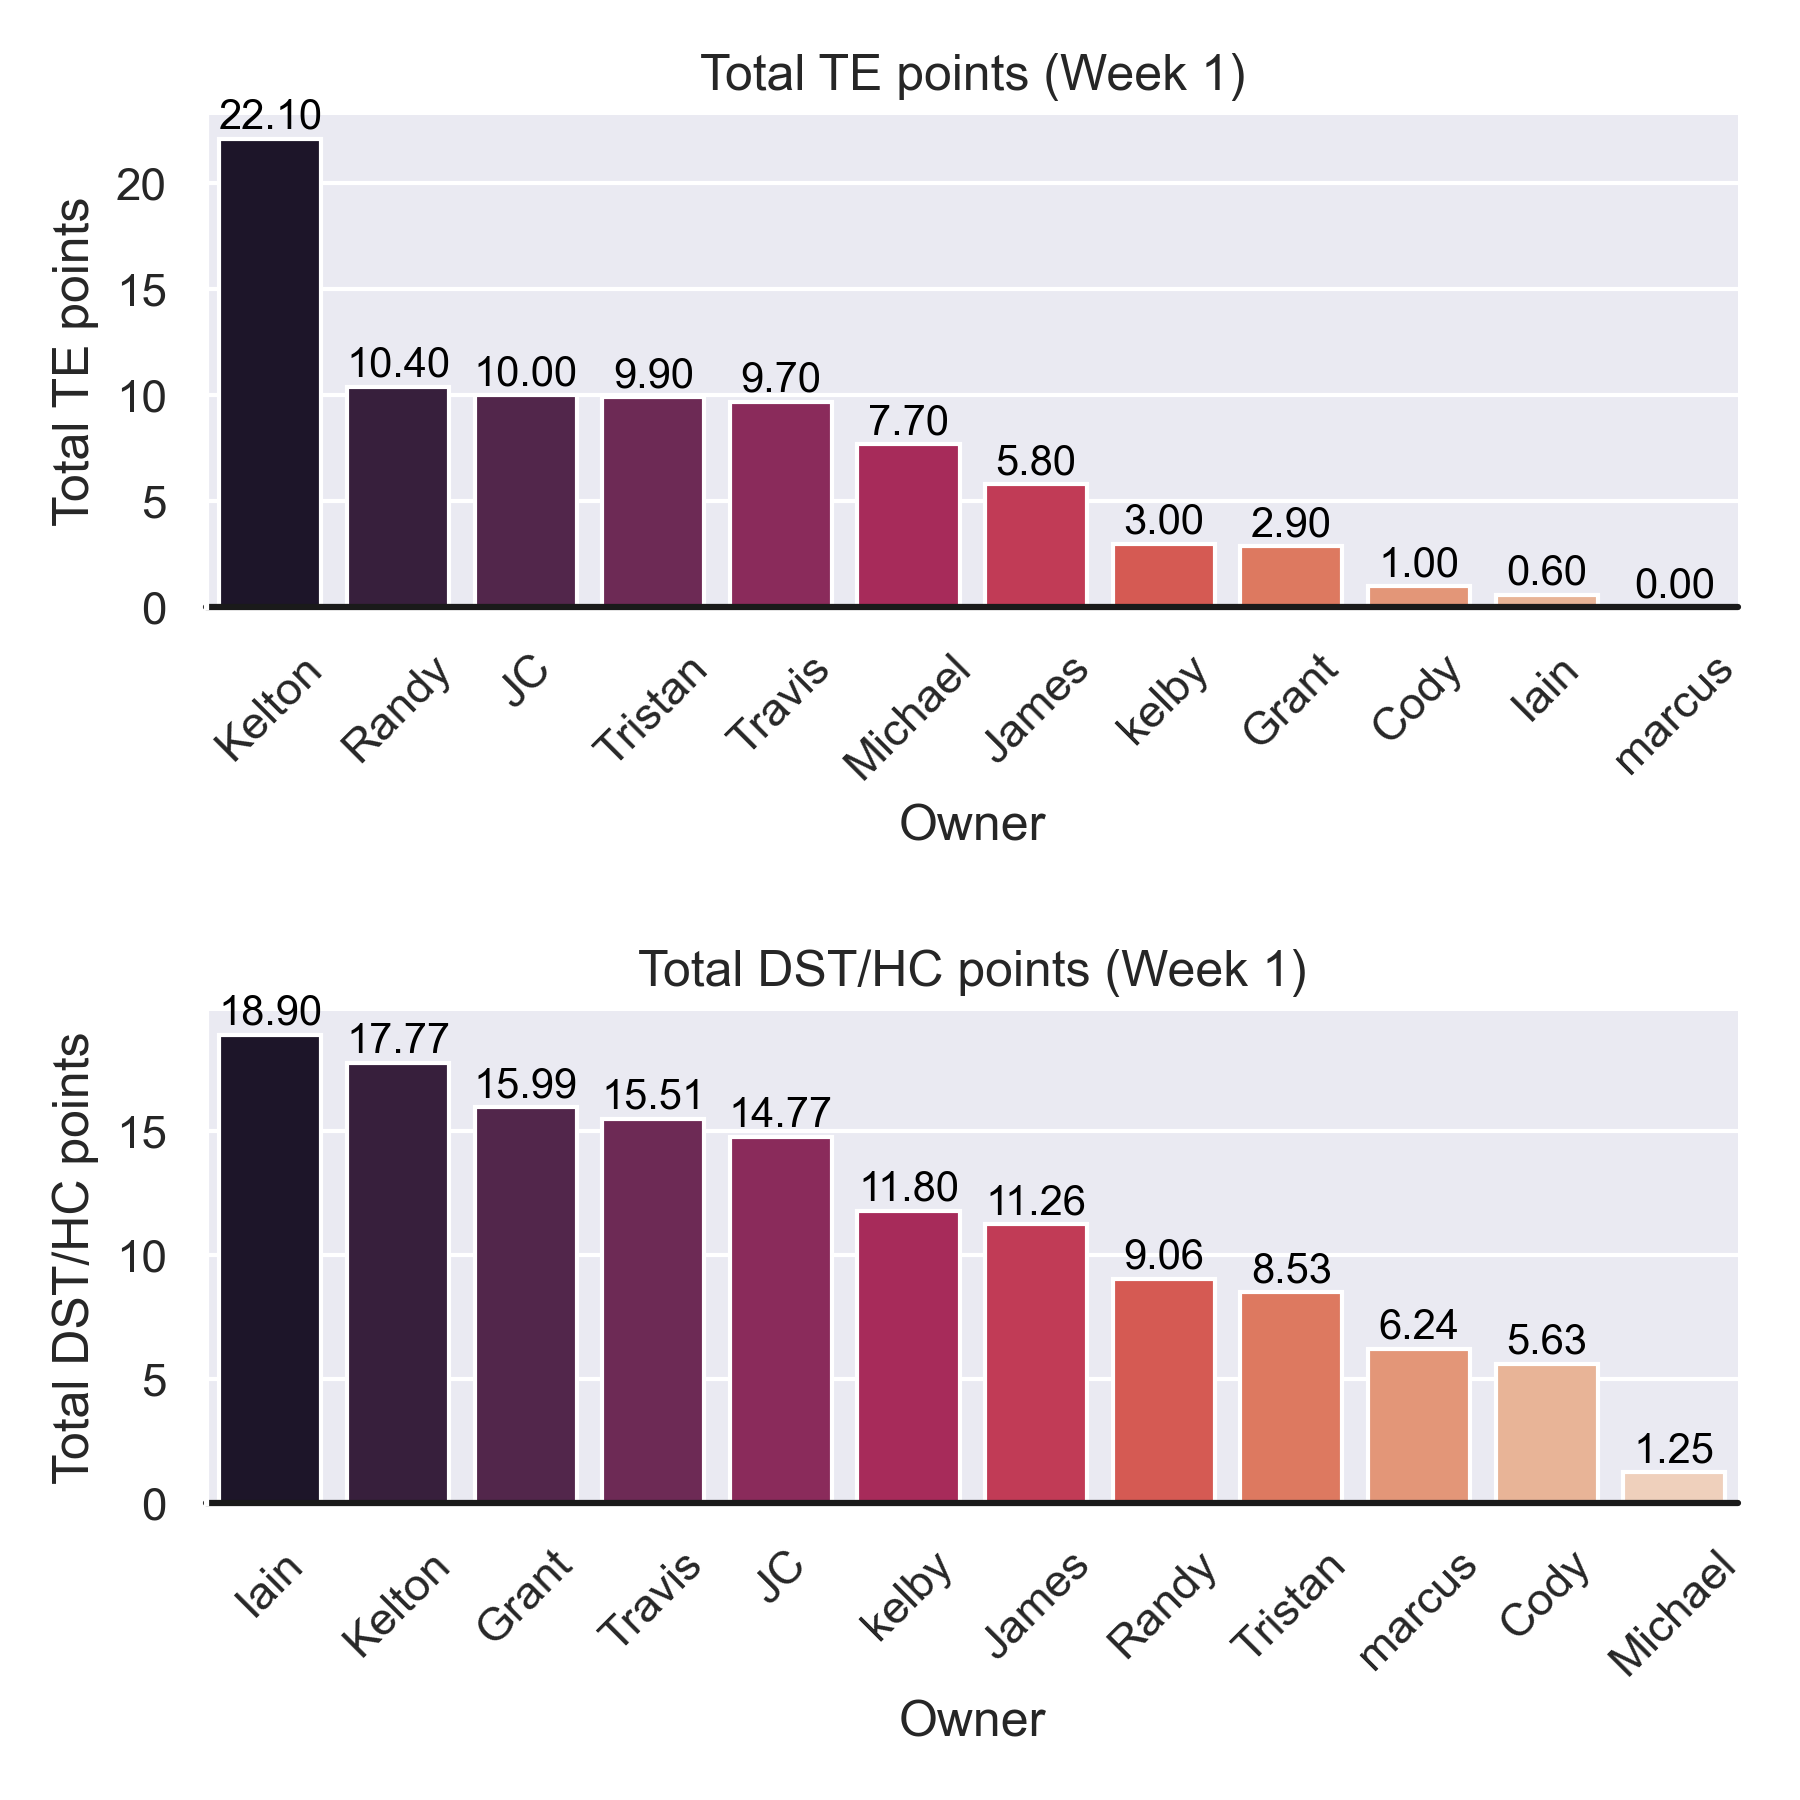 Total TE points (Week 1)
Total TE points
20
15
10
5
0
22.10
10.40
10.00
9.90
9.70
7.70
5.80
3.00
2.90
1.00
0.60
0.00
Kelton
Randy
JC
Tristan
Travis
Michael
James
kelby
Grant
Cody
Iain
marcus
Owner
Total DST/HC points (Week 1)
Total DST/HC points
15
10
5
0
18.90
17.77
15.99
15.51
14.77
11.80
11.26
9.06
8.53
6.24
5.63
1.25
Iain
Kelton
Grant
Travis
JC
kelby
James
Randy
Tristan
marcus
Cody
Michael
Owner